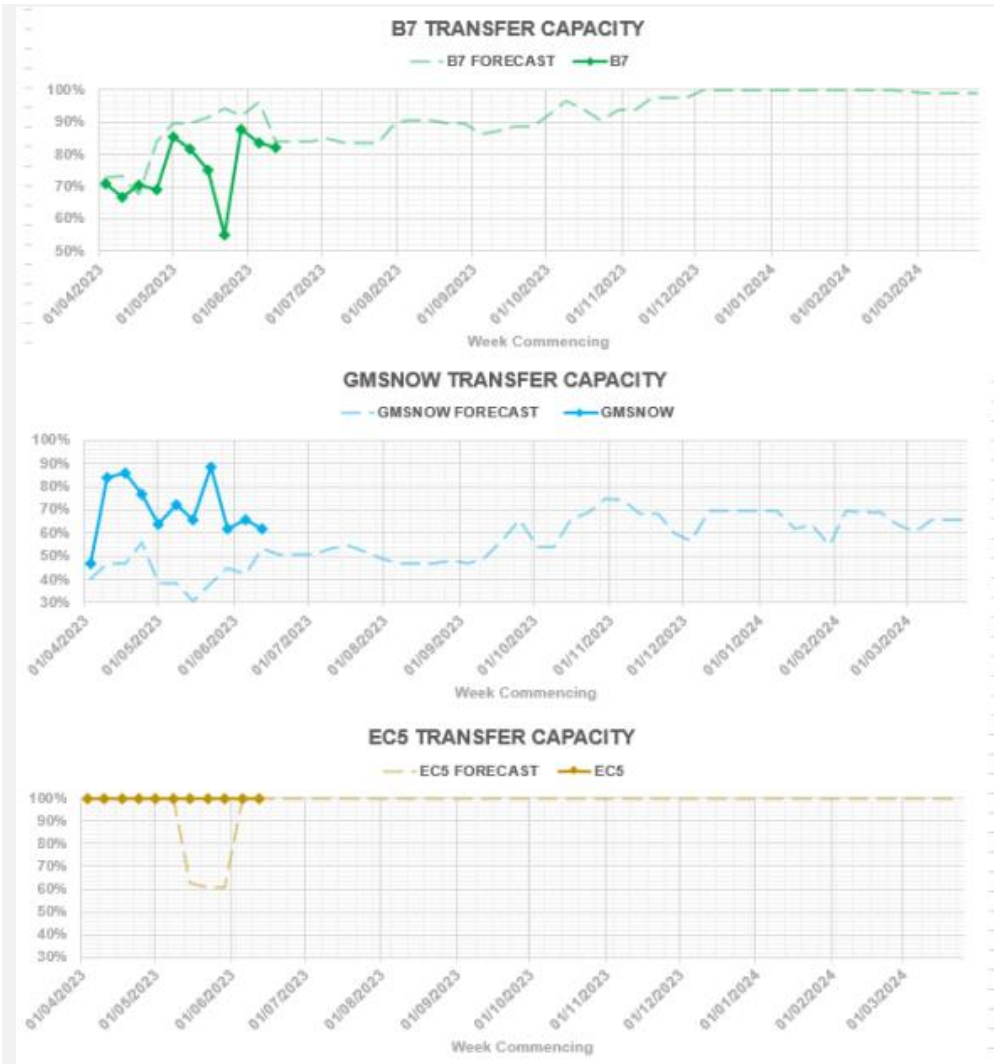 B7 TRANSFER CAPACITY
B7 FORECAST B7
100%
90%
80%
70%
60%
50%
01/04/2023 01/05/2023 01/06/2023 01/07/2023 01/08/2023 01/09/2023 01/10/2023 01/11/2023 01/12/2023 01/01/2024 01/02/2024 01/03/2024
Week Commencing
GMSNOW TRANSFER CAPACITY
GMSNOW FORECAST GMSNOW
100%
90%
80%
70%
60%
50%
40%
30%
01/04/2023 01/05/2023 01/06/2023 01/07/2023 01/08/2023 01/09/2023 01/10/2023 01/11/2023 01/12/2023 01/01/2024 01/02/2024 01/03/2024
Week Commencing
EC5 TRANSFER CAPACITY
EC5 FORECAST EC5
100%
90%
80%
70%
60%
50%
40%
30%
01/04/2023 01/05/2023 01/06/2023 01/07/2023 01/08/2023 01/09/2023 01/10/2023 01/11/2023 01/12/2023 01/01/2024 01/02/2024 01/03/2024
Week Commencing